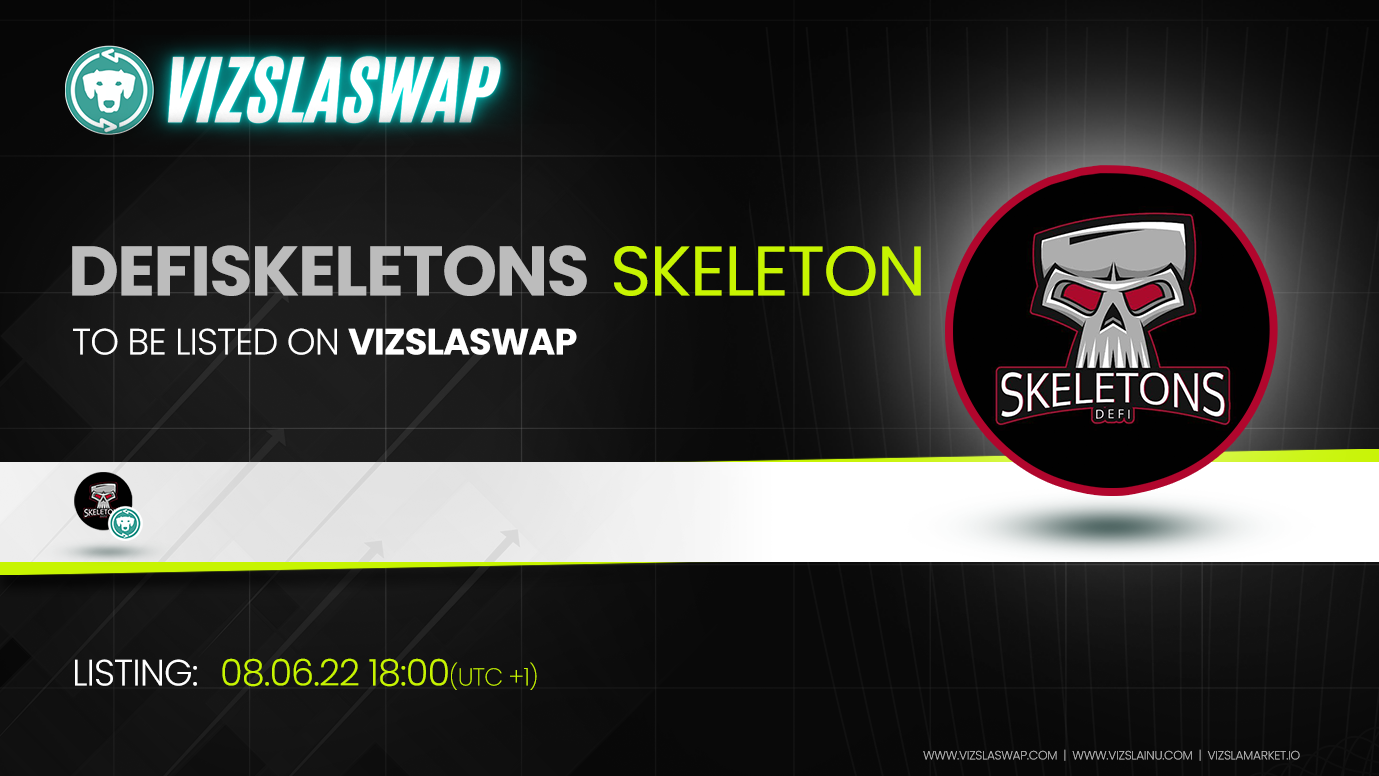 VIZSLASWAP
DEFISKELETONS SKELETON
TO BE LISTED ON VIZSLASWAP
SKELETONS
DEFI
LISTING: 08.06.22 18:00(UTC +1)
WWW.VIZSLASWAP.COM | WWW.VIZSLAINU.COM | VIZSLAMARKET.IO